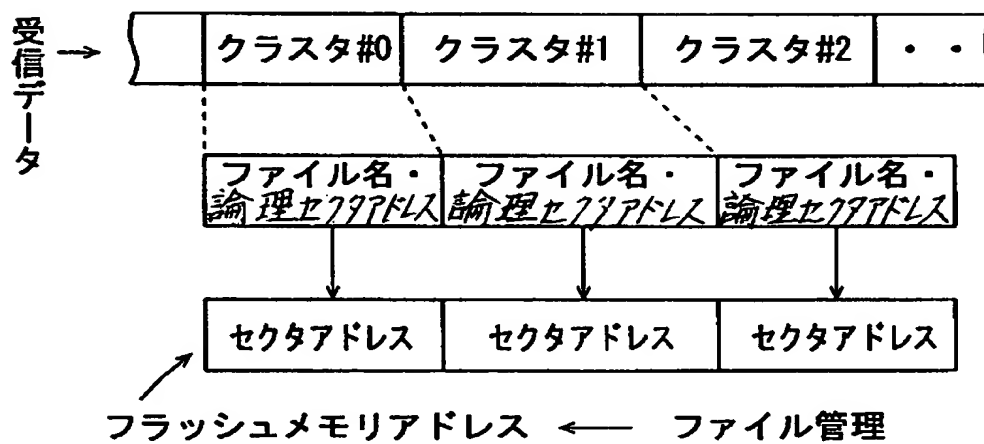 受信データ
クラスタ#0 クラスタ#1 クラスタ#2 ・・
ファイル名・ ファイル名・ ファイル名・
論理セクタアドレス 論理セクタアドレス 論理セクタアドレス
セクタアドレス セクタアドレス セクタアドレス
フラッシュメモリアドレス ← ファイル管理